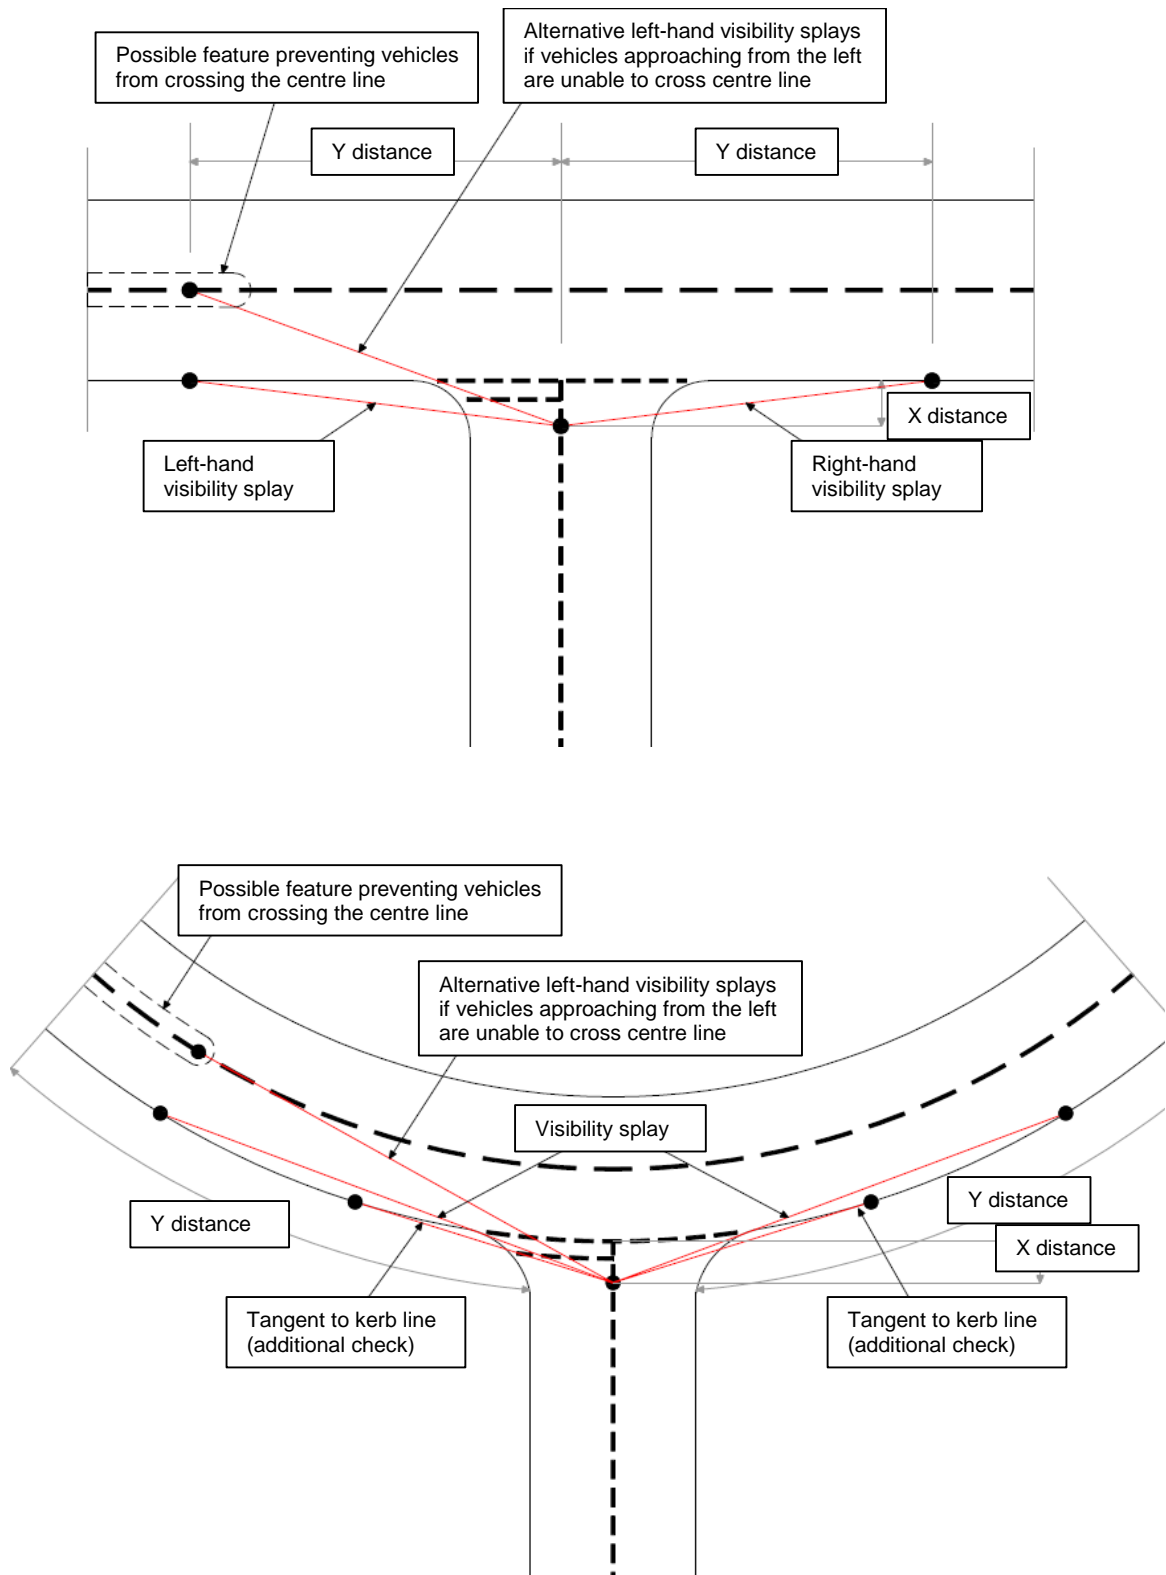 Possible feature preventing vehicles
from crossing the centre line
Alternative left-hand visibility splays
if vehicles approaching from the left
are unable to cross centre line
Y distance
Y distance
X distance
Left-hand
visibility splay
Right-hand
visibility splay
Possible feature preventing vehicles
from crossing the centre line
Alternative left-hand visibility splays
if vehicles approaching from the left
are unable to cross centre line
Visibility splay
Y distance
Y distance
X distance
Tangent to kerb line
(additional check)
Tangent to kerb line
(additional check)